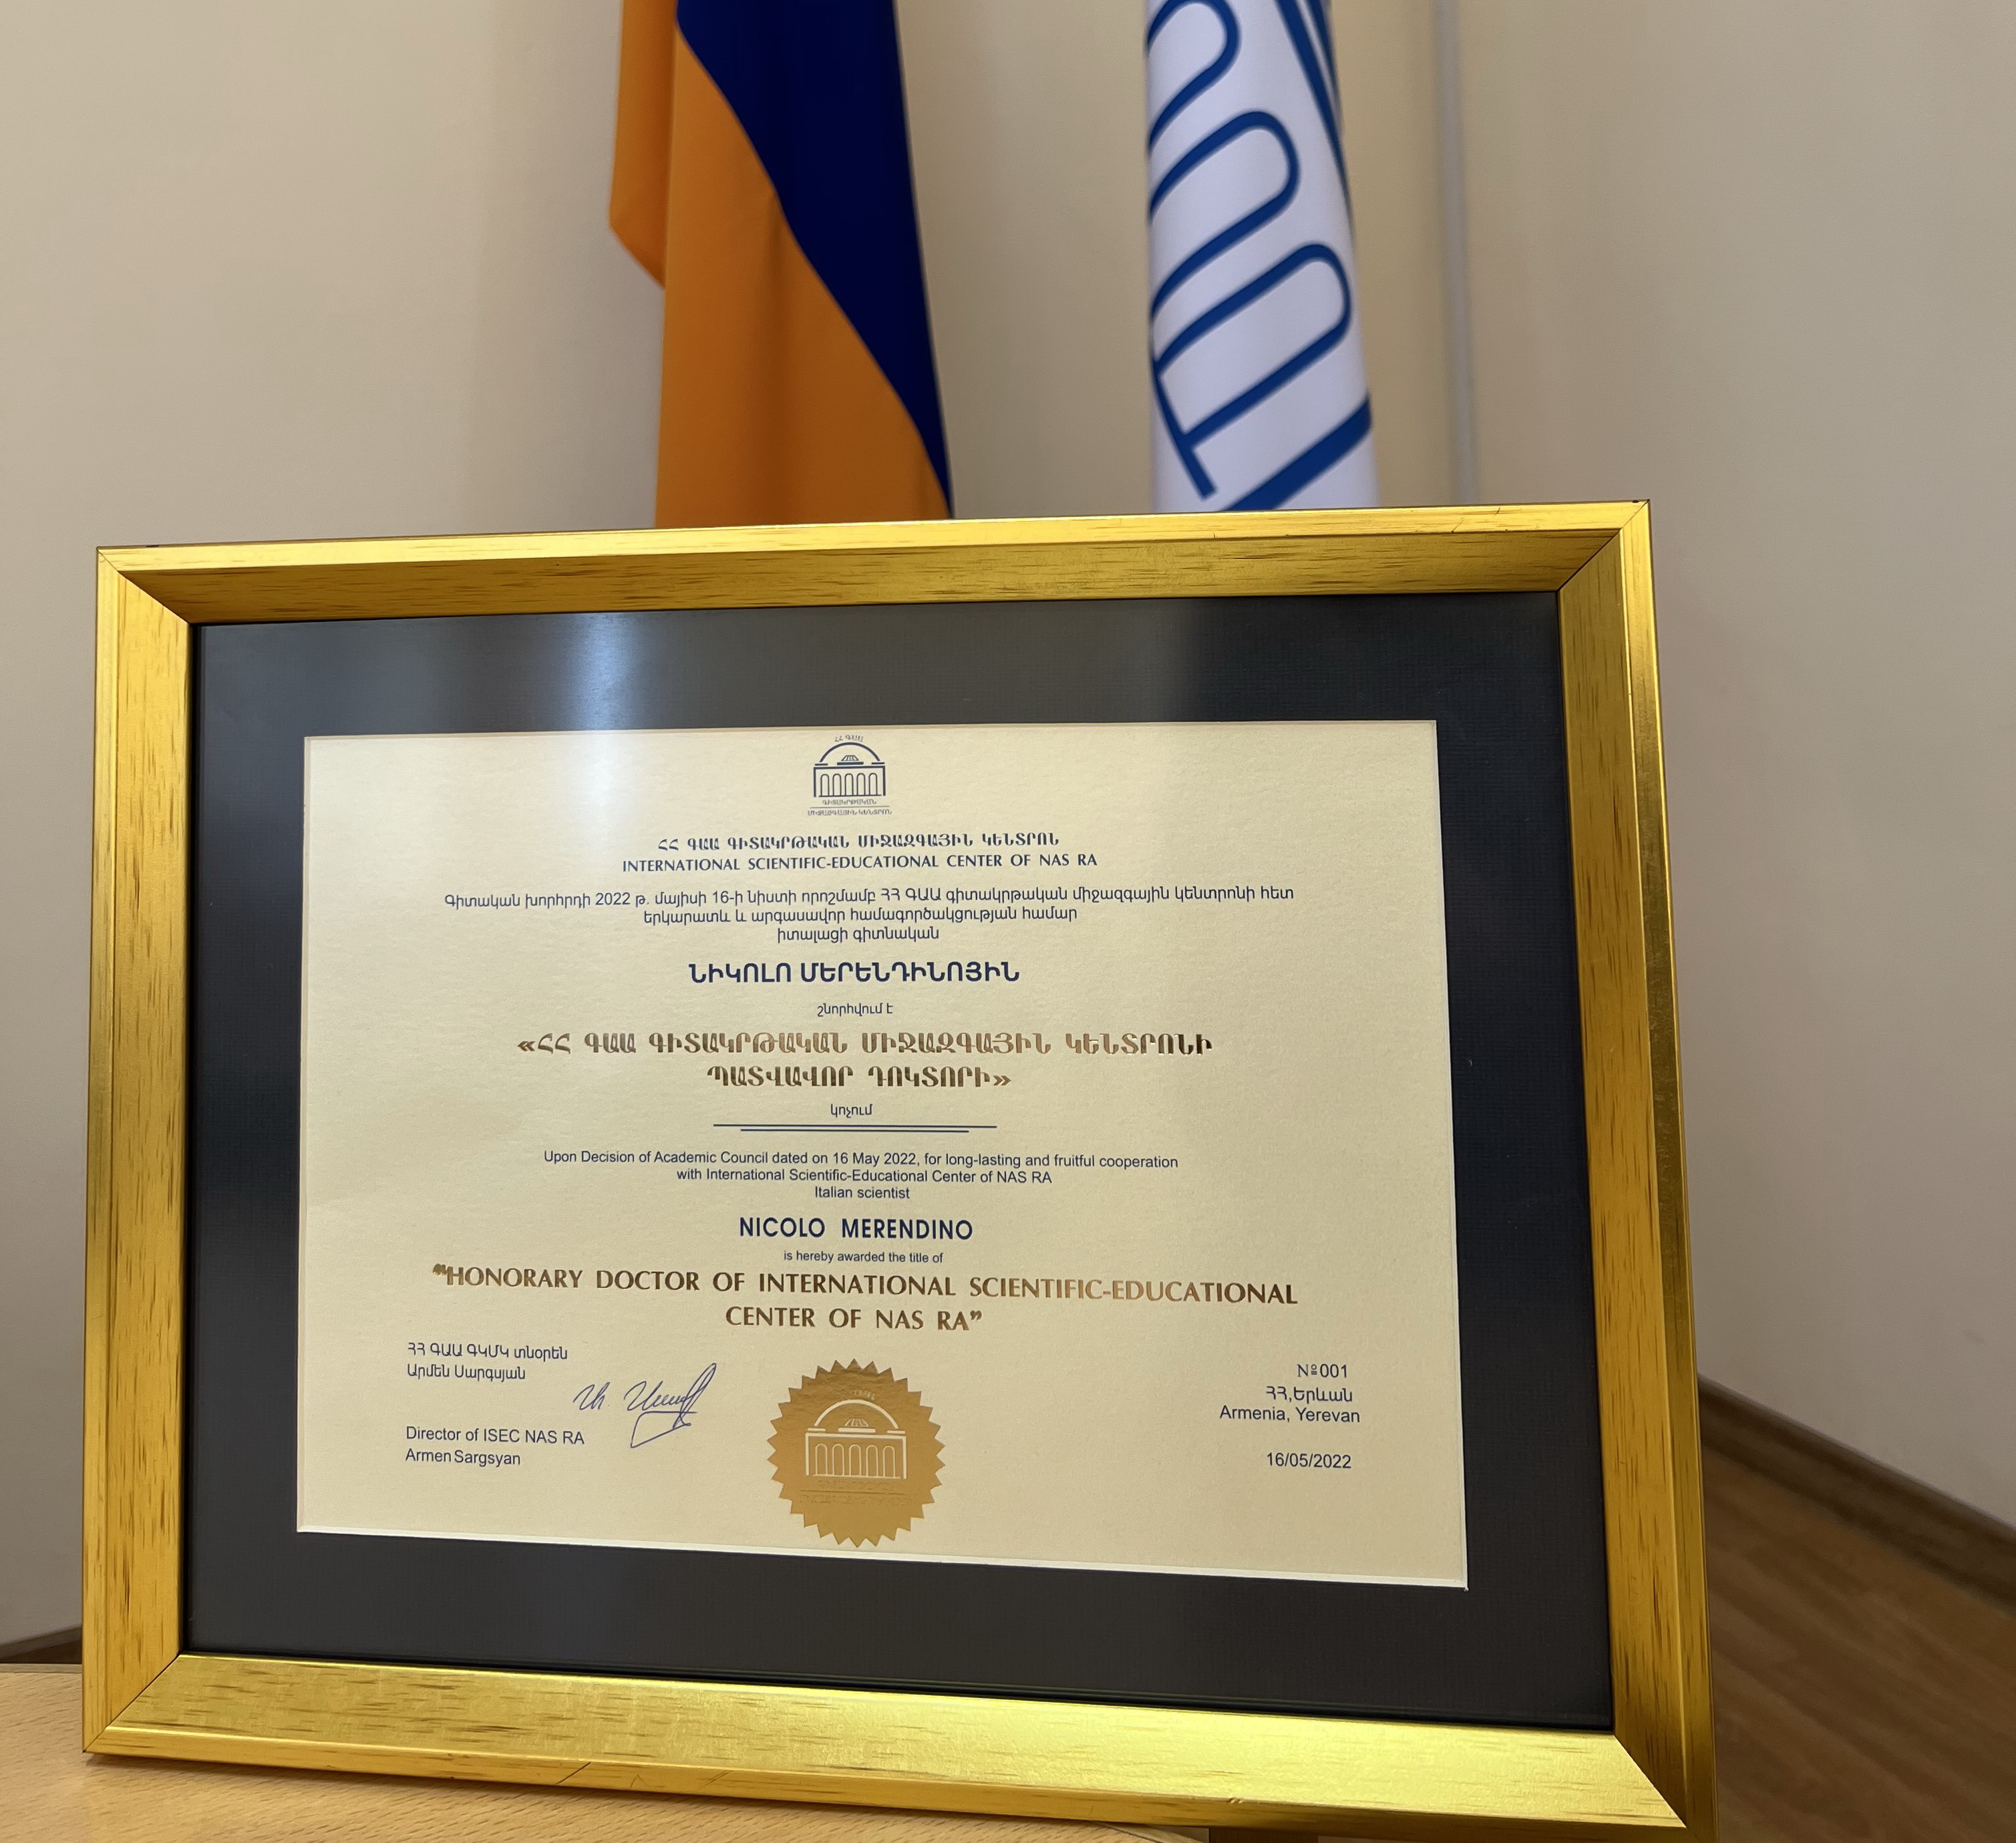 ՀՀ ԳԱԱ
ԳԻՏԱԿՐԹԱԿԱՆ
ՄԻՋԱԶԳԱՅԻՆ ԿԵՆՏՐՈՆ
ՀՀ ԳԱԱ ԳԻՏԱԿՐԹԱԿԱՆ ՄԻՋԱԶԳԱՅԻՆ ԿԵՆՏՐՈՆ
INTERNATIONAL SCIENTIFIC-EDUCATIONAL CENTER OF NAS RA
Գիտական խորհրդի 2022 թ. մայիսի 16-ի նիստի որոշմամբ ՀՀ ԳԱԱ գիտակրթական միջազգային կենտրոնի հետ
երկարատև և արգասավոր համագործակցության համար
իտալացի գիտնական
ՆԻԿՈԼՈ ՄԵՐԵՆԴԻՆՈՅԻՆ
շնորհվում է
«ՀՀ ԳԱԱ ԳԻՏԱԿՐԹԱԿԱՆ ՄԻՋԱԶԳԱՅԻՆ ԿԵՆՏՐՈՆԻ
ՊԱՏՎԱՎՈՐ ԴՈԿՏՈՐԻ»
կոչում
Upon Decision of Academic Council dated on 16 May 2022, for long-lasting and fruitful cooperation
with International Scientific-Educational Center of NAS RA
Italian scientist
NICOLO MERENDINO
is hereby awarded the title of
"HONORARY DOCTOR OF INTERNATIONAL SCIENTIFIC-EDUCATIONAL
CENTER OF NAS RA"
ՀՀ ԳԱԱ ԳԿՄԿ տնօրեն
Արմեն Սարգսյան
Director of ISEC NAS RA
Armen Sargsyan
№001
ՀՀ,Երևան
Armenia, Yerevan
16/05/2022